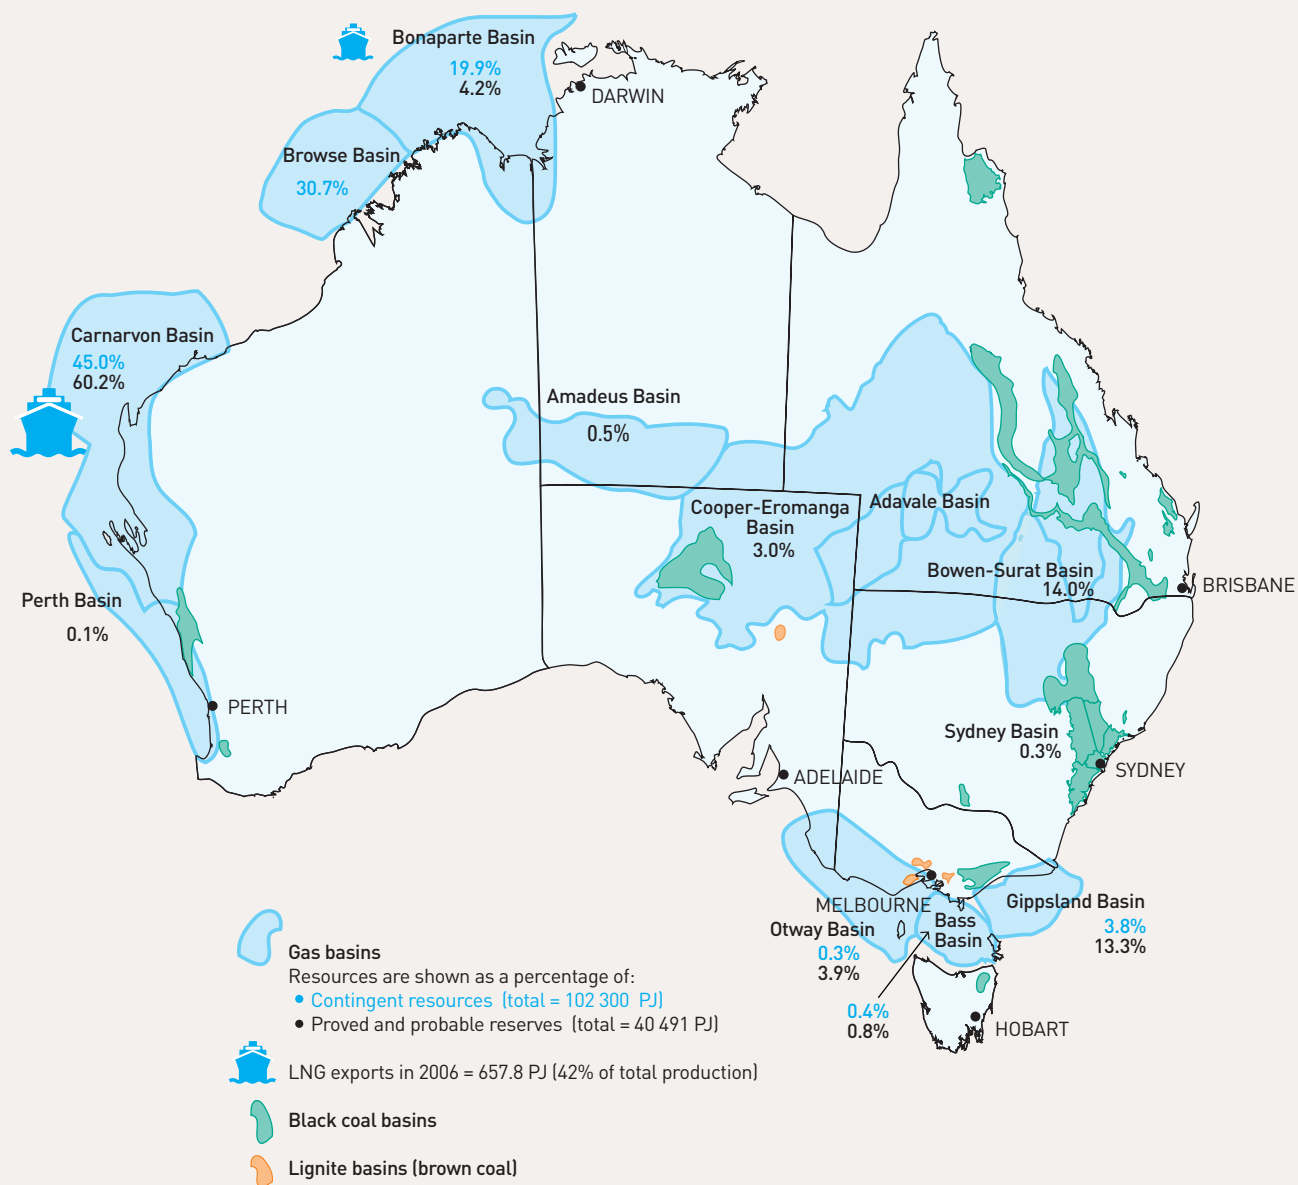 Bonaparte Basin
19.9%
4.2%
DARWIN
Browse Basin
30.7%
Carnarvon Basin
45.0%
60.2%
Amadeus Basin
0.5%
Cooper-Eromanga
Basin
3.0%
Adavale Basin
Bowen-Surat Basin
14.0%
BRISBANE
Perth Basin
0.1%
PERTH
Sydney Basin
0.3%
SYDNEY
ADELAIDE
MELBOURNE
Gippsland Basin
3.8%
13.3%
Otway Basin
0.3%
3.9%
Bass
Basin
0.4%
0.8%
HOBART
Gas basins
Resources are shown as a percentage of:
• Contingent resources (total = 102 300 PJ)
• Proved and probable reserves (total = 40 491 PJ)
LNG exports in 2006 = 657.8 PJ (42% of total production)
Black coal basins
Lignite basins (brown coal)